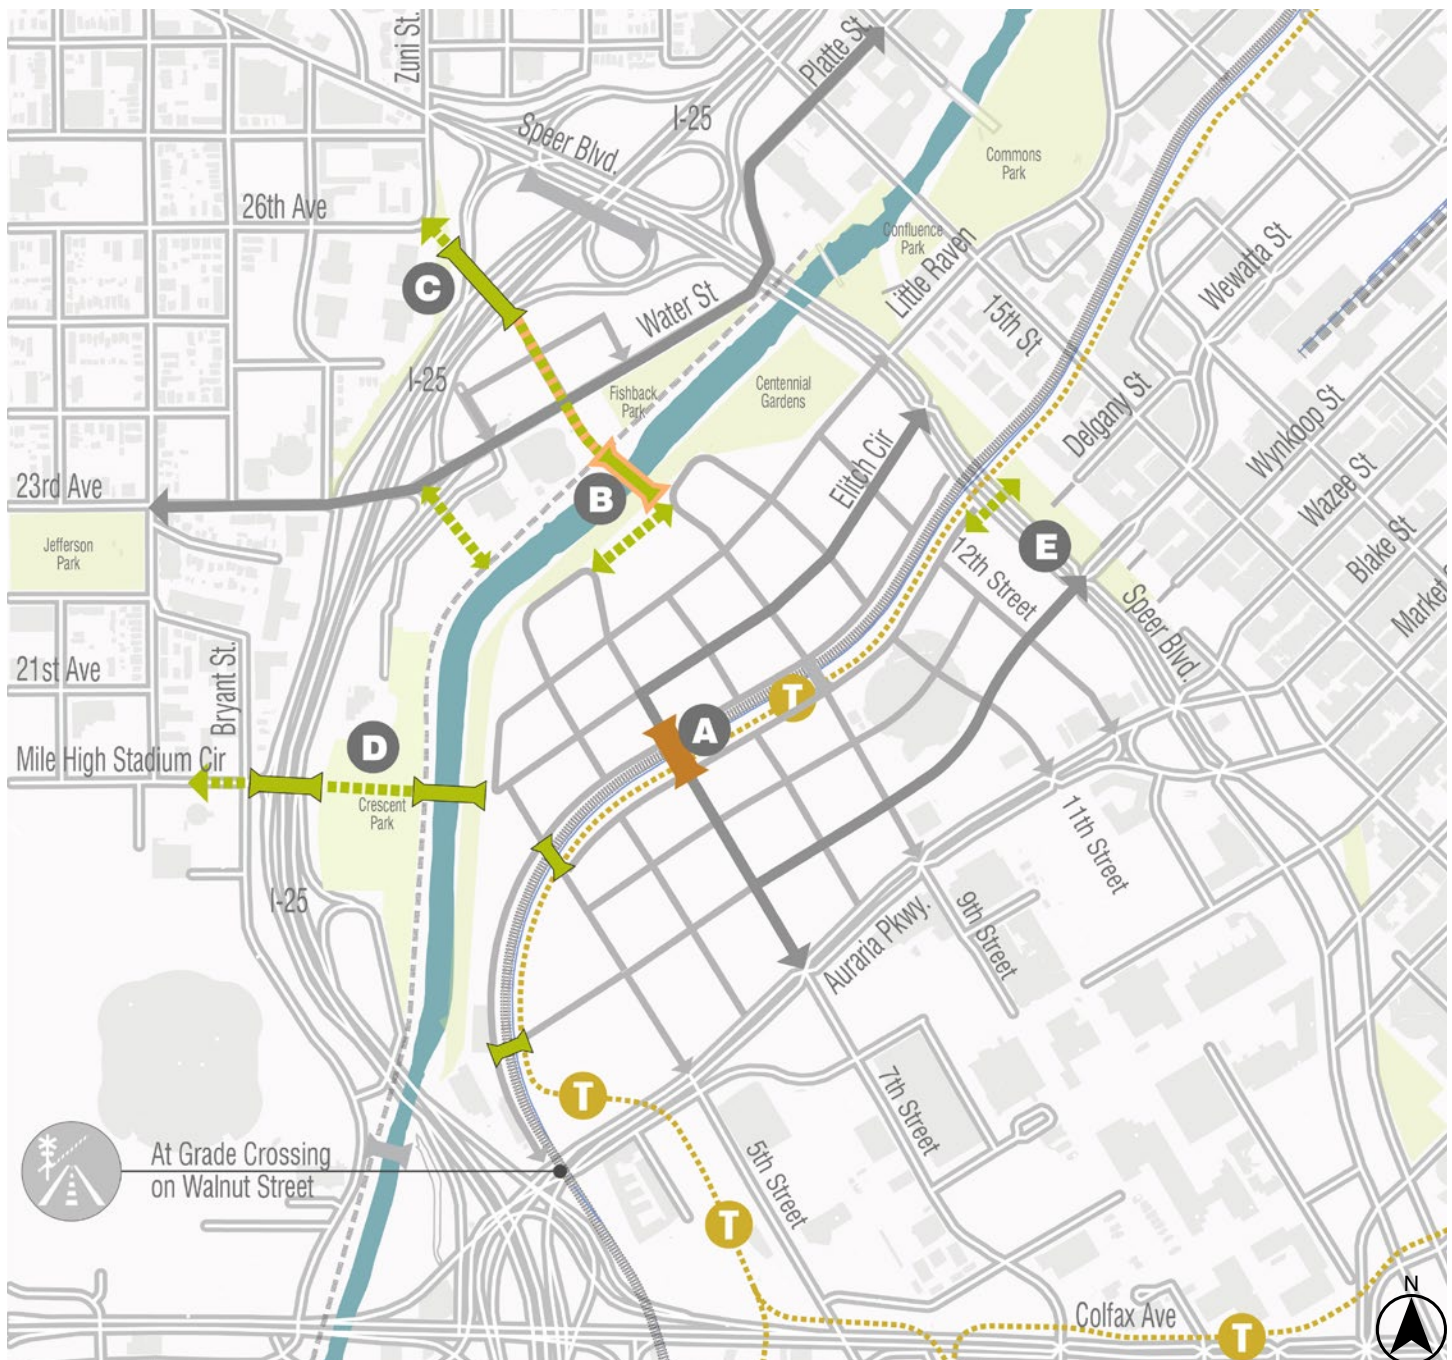 Zuni St.
Platte St.
I-25
Speer Blvd.
Commons
Park
26th Ave
Confluence
Park
Little Raven
Wewatta St
C
Water St
15th St
I-25
Fishback
Park
Centennial
Gardens
Delgany St
Wynkoop St
Elitch Cir
Wazee St
23rd Ave
B
Blake St
Jefferson
Park
E
12th Street
Market
Speer Blvd.
21st Ave
Bryant St.
T
A
D
Mile High Stadium Cir
Crescent
Park
11th Street
I-25
9th Street
Auraria Pkwy.
T
7th Street
At Grade Crossing
on Walnut Street
5th Street
T
N
Colfax Ave
T